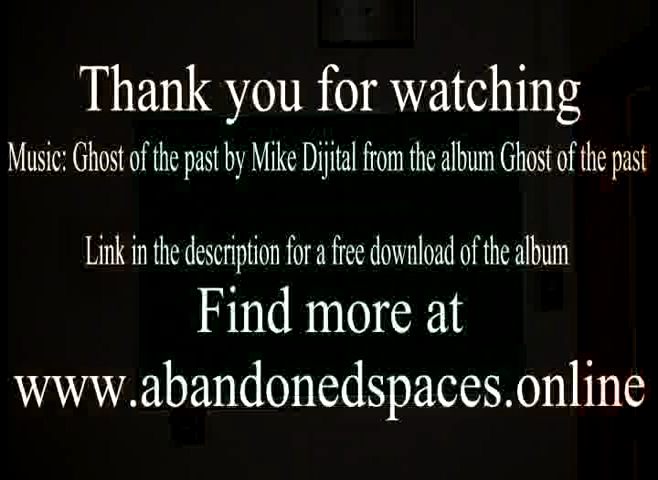 Thank you for watching
Music: Ghost of the past by Mike Dijital from the album Ghost of the past
Link in the description for a free download of the album
Find more at
www.abandonedspaces.online